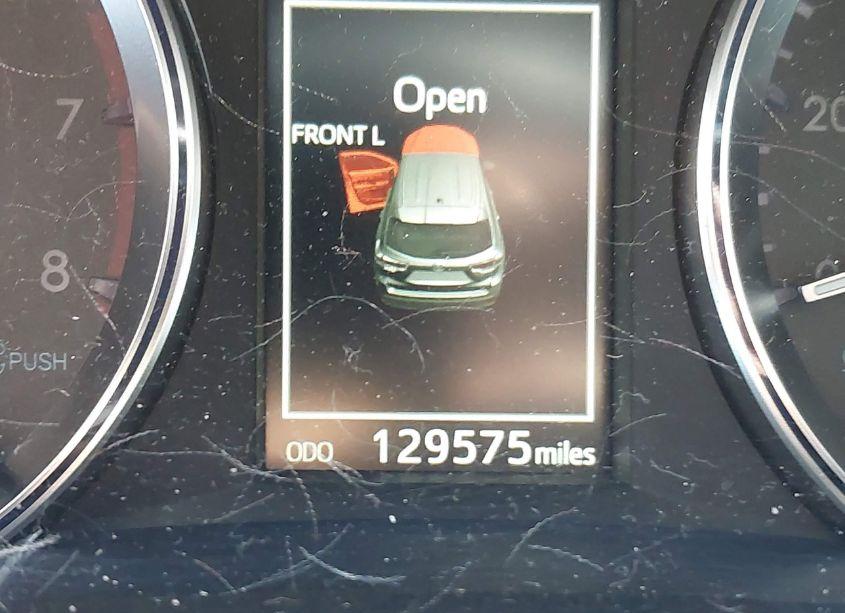 Open
FRONT L
7
20
8
PUSH
ODO 129575 miles